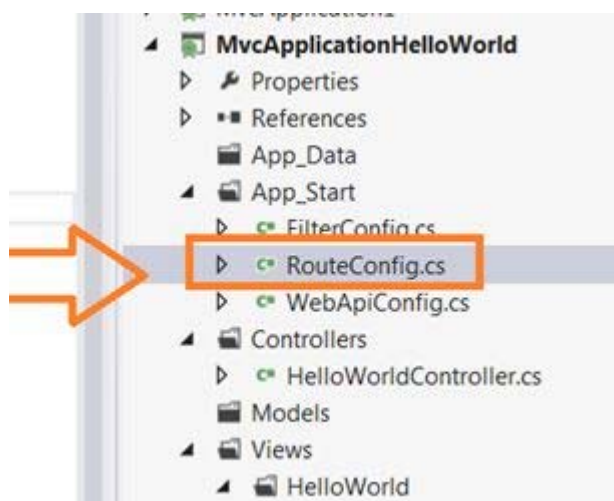 MvcApplicationHelloWorld
Properties
References
App_Data
App_Start
FilterConfig.cs
RouteConfig.cs
WebApiConfig.cs
Controllers
HelloWorldController.cs
Models
Views
HelloWorld